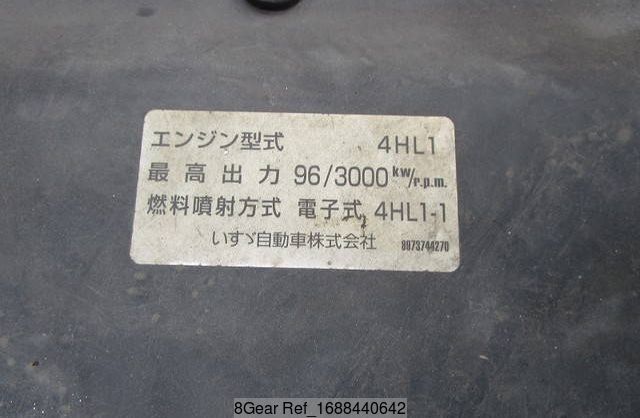 エンジン型式 4HL1
最高出力 96/3000 kW/r.p.m.
燃料噴射方式 電子式 4HL1-1
いすゞ自動車株式会社 8973744270
8Gear Ref_1688440642